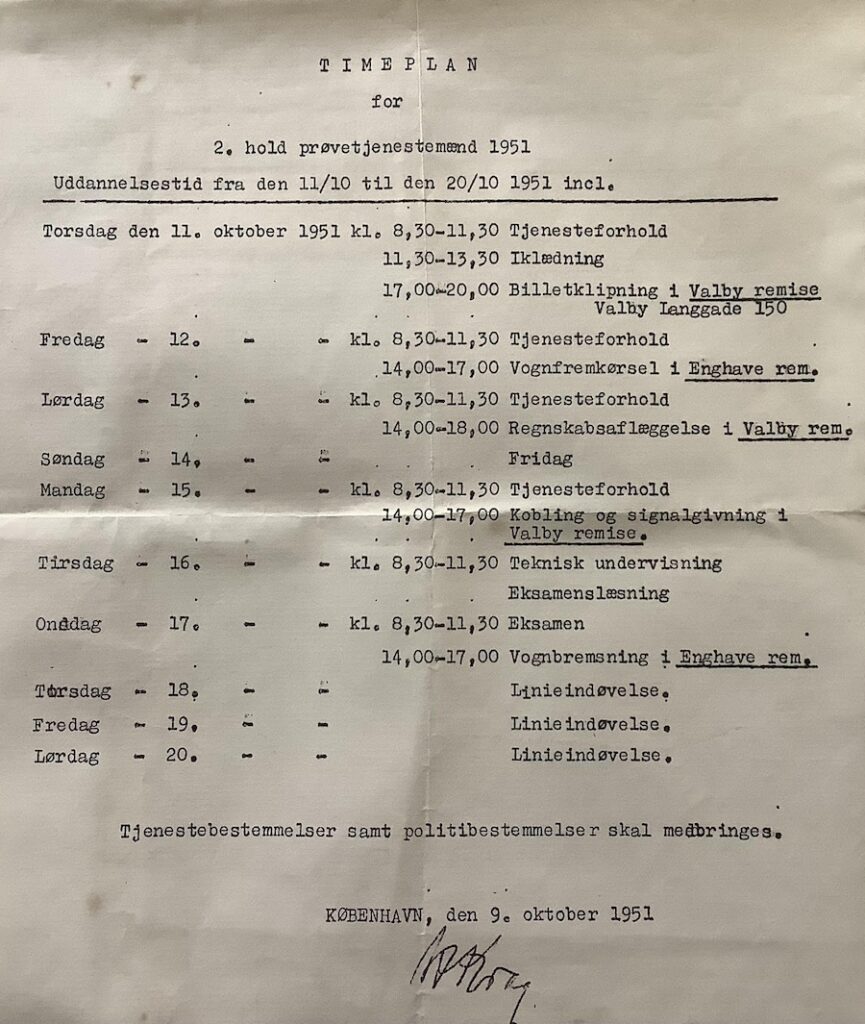 T I M E P L A N
for
2. hold prøvetjenestemænd 1951
Uddannelsestid fra den 11/10 til den 20/10 1951 incl.
Torsdag den 11. oktober 1951 kl. 8,30-11,30 Tjenesteforhold
11,30-13,30 Iklædning
17,00-20,00 Billetklipning i Valby remise
Valby Langgade 150
Fredag - 12. - - kl. 8,30-11,30 Tjenesteforhold
14,00-17,00 Vognfremkørsel i Enghave rem.
Lørdag - 13. - - kl. 8,30-11,30 Tjenesteforhold
14,00-18,00 Regnskabsaflæggelse i Valby rem.
Søndag - 14. - - Fridag
Mandag - 15. - - kl. 8,30-11,30 Tjenesteforhold
14,00-17,00 Kobling og signalgivning i
Valby remise.
Tirsdag - 16. - - kl. 8,30-11,30 Teknisk undervisning
Eksamenslæsning
Onsdag - 17. - - kl. 8,30-11,30 Eksamen
14,00-17,00 Vognbremsning i Enghave rem.
Torsdag - 18. - - Linieindøvelse.
Fredag - 19. - - Linieindøvelse.
Lørdag - 20. - - Linieindøvelse.
Tjenestebestemmelser samt politibestemmelser skal medbringes.
KØBENHAVN, den 9. oktober 1951